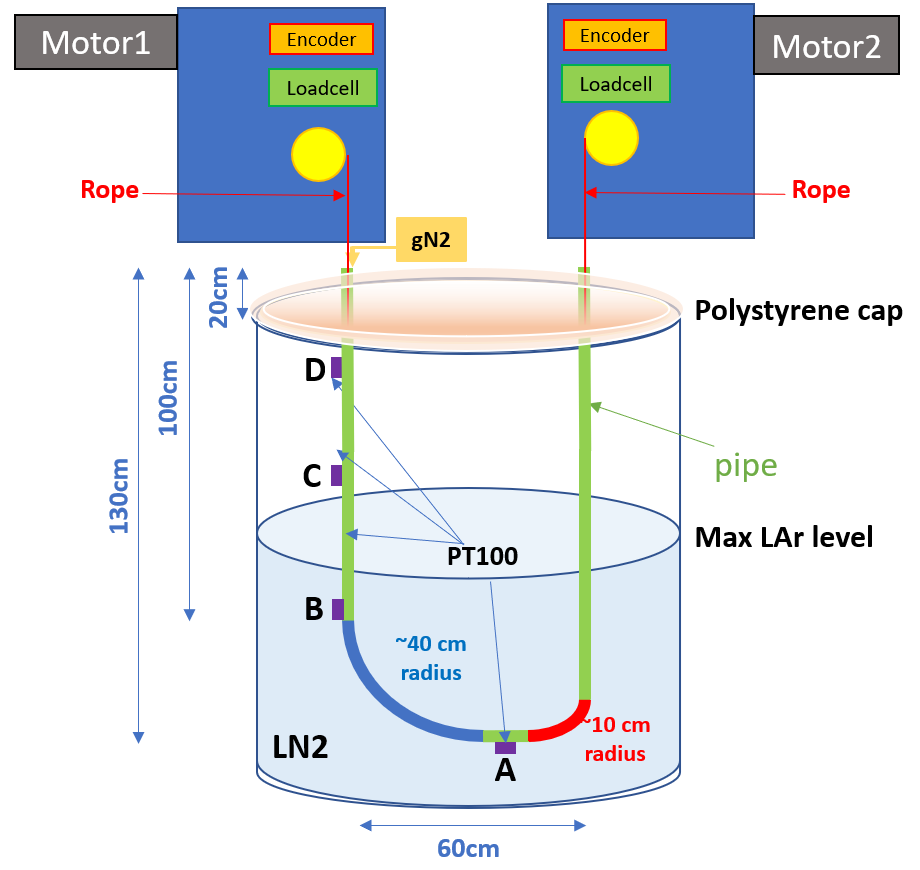 Motor1
Encoder
Loadcell
Encoder
Loadcell
Motor2
Rope
Rope
gN2
20cm
100cm
130cm
Polystyrene cap
D
pipe
C
Max LAr level
PT100
B
~40 cm
radius
~10 cm
radius
LN2
A
60cm